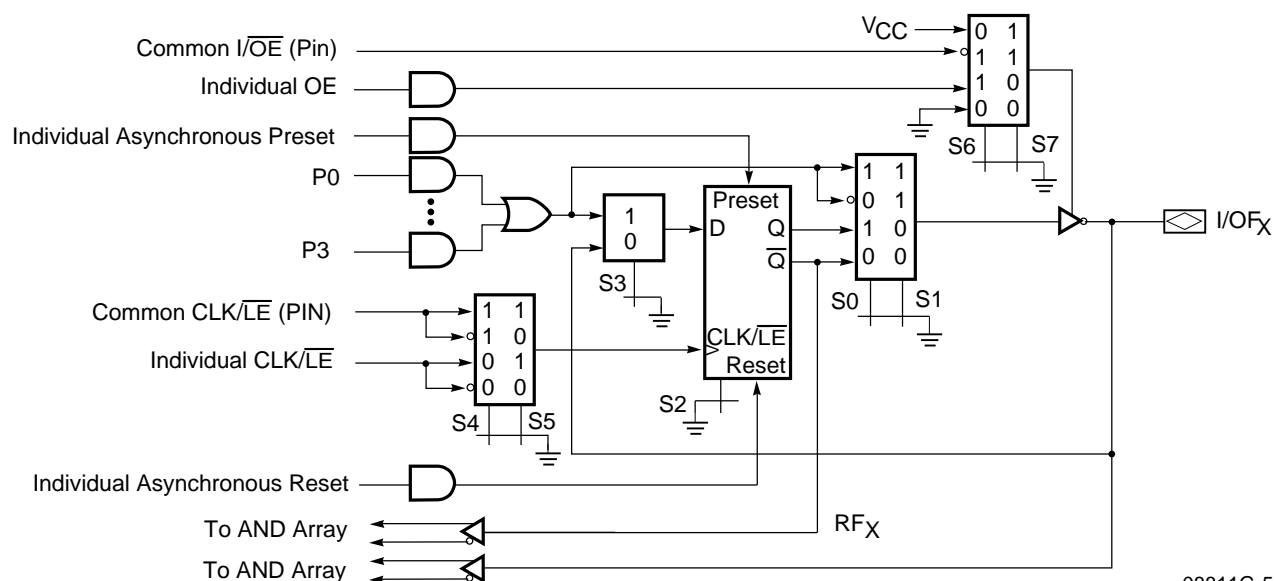 VCC
0 1
Common I/OE (Pin)
1 1
Individual OE
1 0
0 0
Individual Asynchronous Preset
S6 S7
P0
1 1
0 1
1 0
0 0
I/OFX
Preset
D Q
Q
CLK/LE
Reset
1
0
P3
S3
S0 S1
Common CLK/LE (PIN)
1 1
1 0
Individual CLK/LE
0 1
0 0
S2
S4 S5
Individual Asynchronous Reset
To AND Array
RFX
To AND Array